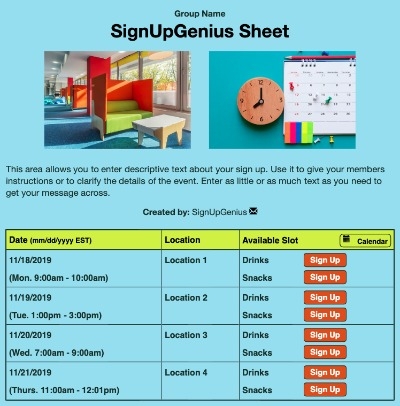 Group Name
SignUpGenius Sheet
This area allows you to enter descriptive text about your sign up. Use it to give your members
instructions or to clarify the details of the event. Enter as little or as much text as you need to
get your message across.
Created by: SignUpGenius
Date (mm/dd/yyyy EST) Location Available Slot Calendar
11/18/2019 Location 1 Drinks Sign Up
(Mon. 9:00am - 10:00am) Snacks Sign Up
11/19/2019 Location 2 Drinks Sign Up
(Tue. 1:00pm - 3:00pm) Snacks Sign Up
11/20/2019 Location 3 Drinks Sign Up
(Wed. 7:00am - 9:00am) Snacks Sign Up
11/21/2019 Location 4 Drinks Sign Up
(Thurs. 11:00am - 12:01pm) Snacks Sign Up